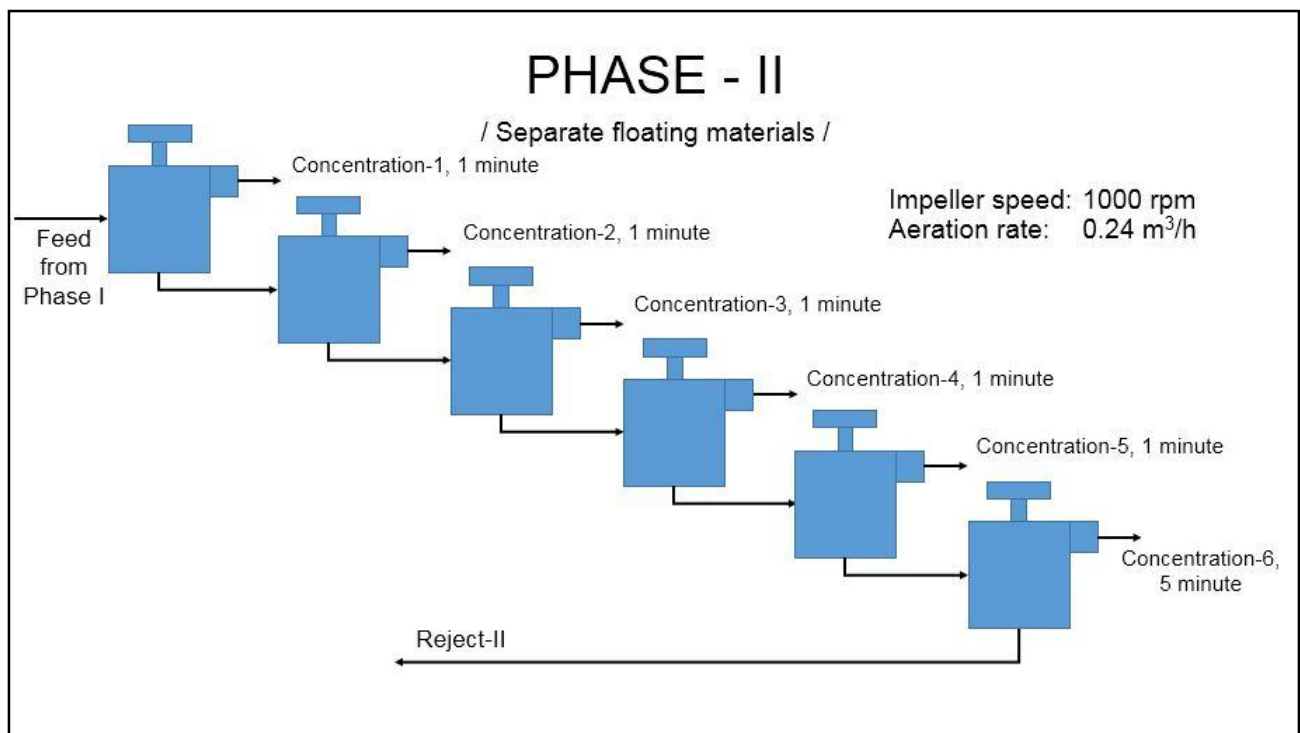 PHASE - II
/ Separate floating materials /
Concentration-1, 1 minute
Impeller speed: 1000 rpm
Aeration rate: 0.24 m³/h
Feed
from
Phase I
Concentration-2, 1 minute
Concentration-3, 1 minute
Concentration-4, 1 minute
Concentration-5, 1 minute
Concentration-6,
5 minute
Reject-II